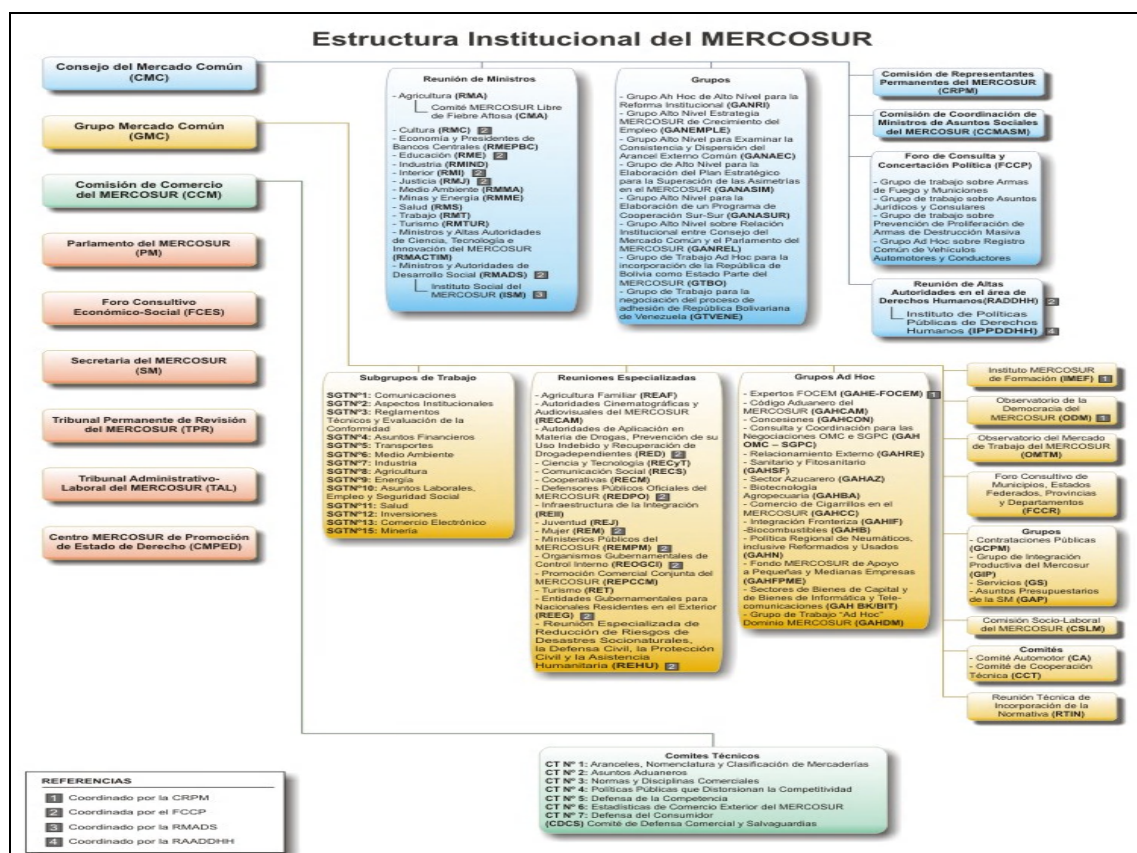 Estructura Institucional del MERCOSUR
Consejo del Mercado Común
(CMC)
Grupo Mercado Común
(GMC)
Comisión de Comercio
del MERCOSUR (CCM)
Parlamento del MERCOSUR
(PM)
Foro Consultivo
Económico-Social (FCES)
Secretaria del MERCOSUR
(SM)
Tribunal Permanente de Revisión
del MERCOSUR (TPR)
Tribunal Administrativo-
Laboral del MERCOSUR (TAL)
Centro MERCOSUR de Promoción
de Estado de Derecho (CMPED)
Reunión de Ministros
- Agricultura (RMA)
Comité MERCOSUR Libre
de Fiebre Aftosa (CMA)
- Cultura (RMC) 2
- Economía y Presidentes de
Bancos Centrales (RMEPBC)
- Educación (RME) 2
- Industria (RMIND)
- Interior (RMI) 2
- Justicia (RMJ) 2
- Medio Ambiente (RMMA)
- Minas y Energía (RMME)
- Salud (RMS)
- Trabajo (RMT)
- Turismo (RMTUR)
- Ministros y Altas Autoridades
de Ciencia, Tecnología e
Innovación del MERCOSUR
(RMACTIM)
- Ministros y Autoridades de
Desarrollo Social (RMADS) 2
Instituto Social del
MERCOSUR (ISM) 3
Grupos
- Grupo Ah Hoc de Alto Nivel para la
Reforma Institucional (GANRI)
- Grupo Alto Nivel Estrategia
MERCOSUR de Crecimiento del
Empleo (GANEMPLE)
- Grupo Alto Nivel para Examinar la
Consistencia y Dispersión del
Arancel Externo Común (GANAEC)
- Grupo de Alto Nivel para la
Elaboración del Plan Estratégico
para la Superación de las Asimetrías
en el MERCOSUR (GANASIM)
- Grupo Alto Nivel para la
Elaboración de un Programa de
Cooperación Sur-Sur (GANASUR)
- Grupo Alto Nivel sobre Relación
Institucional entre Consejo del
Mercado Común y el Parlamento del
MERCOSUR (GANREL)
- Grupo de Trabajo Ad Hoc para la
incorporación de la República de
Bolivia como Estado Parte del
MERCOSUR (GTBO)
- Grupo de Trabajo para la
negociación del proceso de
adhesión de República Bolivariana
de Venezuela (GTVENE)
Comisión de Representantes
Permanentes del MERCOSUR
(CRPM)
Comisión de Coordinación de
Ministros de Asuntos Sociales
del MERCOSUR (CCMASM)
Foro de Consulta y
Concertación Política (FCCP)
- Grupo de trabajo sobre Armas
de Fuego y Municiones
- Grupo de trabajo sobre Asuntos
Jurídicos y Consulares
- Grupo de trabajo sobre
Prevención de Proliferación de
Armas de Destrucción Masiva
- Grupo Ad Hoc sobre Registro
Común de Vehículos
Automotores y Conductores
Reunión de Altas
Autoridades en el área de
Derechos Humanos(RADDHH) 2
Instituto de Políticas
Públicas de Derechos
Humanos (IPPDDHH) 4
Subgrupos de Trabajo
SGTNº1: Comunicaciones
SGTNº2: Aspectos Institucionales
SGTNº3: Reglamentos
Técnicos y Evaluación de la
Conformidad
SGTNº4: Asuntos Financieros
SGTNº5: Transportes
SGTNº6: Medio Ambiente
SGTNº7: Industria
SGTNº8: Agricultura
SGTNº9: Energía
SGTNº10: Asuntos Laborales,
Empleo y Seguridad Social
SGTNº11: Salud
SGTNº12: Inversiones
SGTNº13: Comercio Electrónico
SGTNº15: Minería
Reuniones Especializadas
- Agricultura Familiar (REAF)
- Autoridades Cinematográficas y
Audiovisuales del MERCOSUR
(RECAM)
- Autoridades de Aplicación en
Materia de Drogas, Prevención de su
Uso Indebido y Recuperación de
Drogadependientes (RED) 2
- Ciencia y Tecnología (RECyT)
- Comunicación Social (RECS)
- Cooperativas (RECM)
- Defensores Públicos Oficiales del
MERCOSUR (REDPO) 2
- Infraestructura de la Integración
(REII)
- Juventud (REJ)
- Mujer (REM) 2
- Ministerios Públicos del
MERCOSUR (REMPM) 2
- Organismos Gubernamentales de
Control Interno (REOGCI) 2
- Promoción Comercial Conjunta del
MERCOSUR (REPCCM)
- Turismo (RET)
- Entidades Gubernamentales para
Nacionales Residentes en el Exterior
(REEG) 2
- Reunión Especializada de
Reducción de Riesgos de
Desastres Socionaturales,
la Defensa Civil, la Protección
Civil y la Asistencia
Humanitaria (REHU) 2
Grupos Ad Hoc
- Expertos FOCEM (GAHE-FOCEM) 1
- Código Aduanero del
MERCOSUR (GAHCAM)
- Concesiones (GAHCON)
- Consulta y Coordinación para las
Negociaciones OMC e SGPC (GAH
OMC – SGPC)
- Relacionamiento Externo (GAHRE)
- Sanitario y Fitosanitario
(GAHSF)
- Sector Azucarero (GAHAZ)
- Biotecnología
Agropecuaria (GAHBA)
- Comercio de Cigarrillos en el
MERCOSUR (GAHCC)
- Integración Fronteriza (GAHIF)
-Biocombustibles (GAHB)
- Política Regional de Neumáticos,
inclusive Reformados y Usados
(GAHN)
- Fondo MERCOSUR de Apoyo
a Pequeñas y Medianas Empresas
(GAHFPME)
- Sectores de Bienes de Capital y
de Bienes de Informática y Tele-
comunicaciones (GAH BK/BIT)
- Grupo de Trabajo "Ad Hoc"
Dominio MERCOSUR (GAHDM)
Instituto MERCOSUR
de Formación (IMEF) 1
Observatorio de la
Democracia del
MERCOSUR (ODM) 1
Observatorio del Mercado
de Trabajo del MERCOSUR
(OMTM)
Foro Consultivo de
Municipios, Estados
Federados, Provincias
y Departamentos
(FCCR)
Grupos
- Contrataciones Públicas
(GCPM)
- Grupo de Integración
Productiva del Mercosur
(GIP)
- Servicios (GS)
- Asuntos Presupuestarios
de la SM (GAP)
Comisión Socio-Laboral
del MERCOSUR (CSLM)
Comités
- Comité Automotor (CA)
- Comité de Cooperación
Técnica (CCT)
Reunión Técnica de
Incorporación de la
Normativa (RTIN)
Comites Técnicos
CT Nº 1: Aranceles, Nomenclatura y Clasificación de Mercaderías
CT Nº 2: Asuntos Aduaneros
CT Nº 3: Normas y Disciplinas Comerciales
CT Nº 4: Políticas Públicas que Distorsionan la Competitividad
CT Nº 5: Defensa de la Competencia
CT Nº 6: Estadísticas de Comercio Exterior del MERCOSUR
CT Nº 7: Defensa del Consumidor
(CDCS) Comité de Defensa Comercial y Salvaguardias
REFERENCIAS
1 Coordinado por la CRPM
2 Coordinada por el FCCP
3 Coordinado por la RMADS
4 Coordinado por la RAADDHH